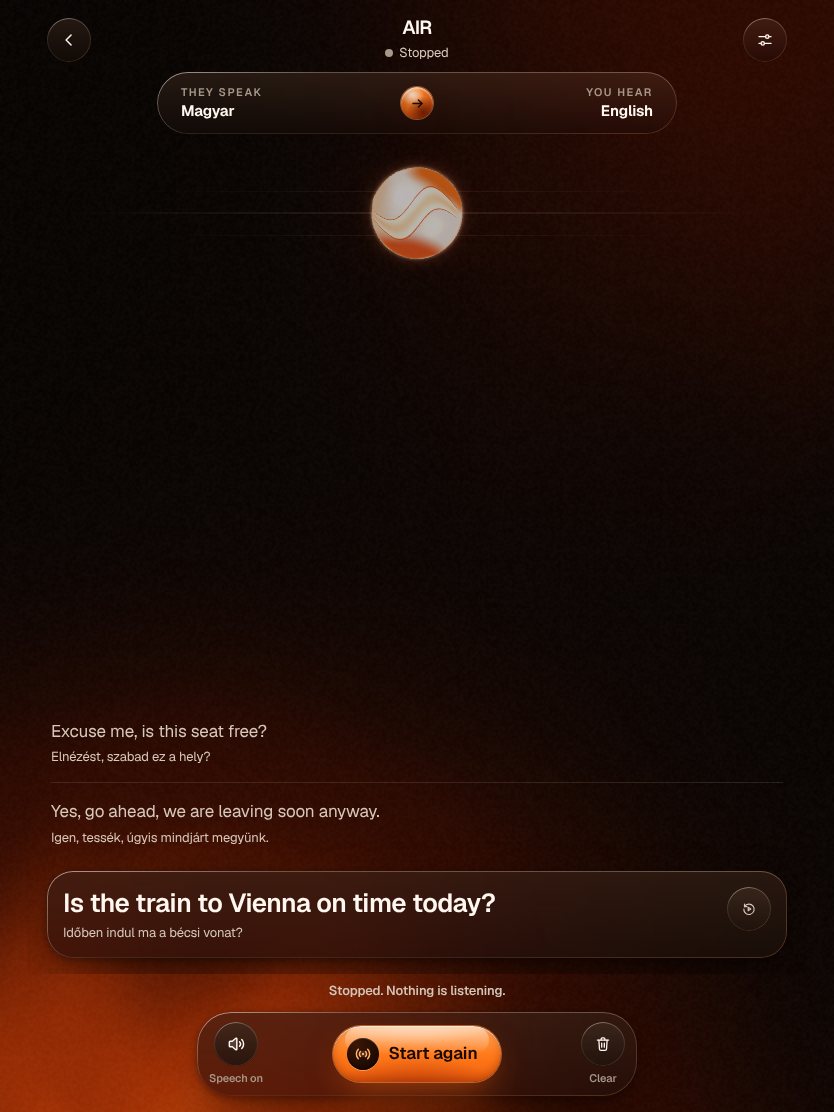 AIR
Stopped
THEY SPEAK
Magyar
YOU HEAR
English
Excuse me, is this seat free?
Elnézést, szabad ez a hely?
Yes, go ahead, we are leaving soon anyway.
Igen, tessék, úgyis mindjárt megyünk.
Is the train to Vienna on time today?
Időben indul ma a bécsi vonat?
Stopped. Nothing is listening.
Speech on
Start again
Clear